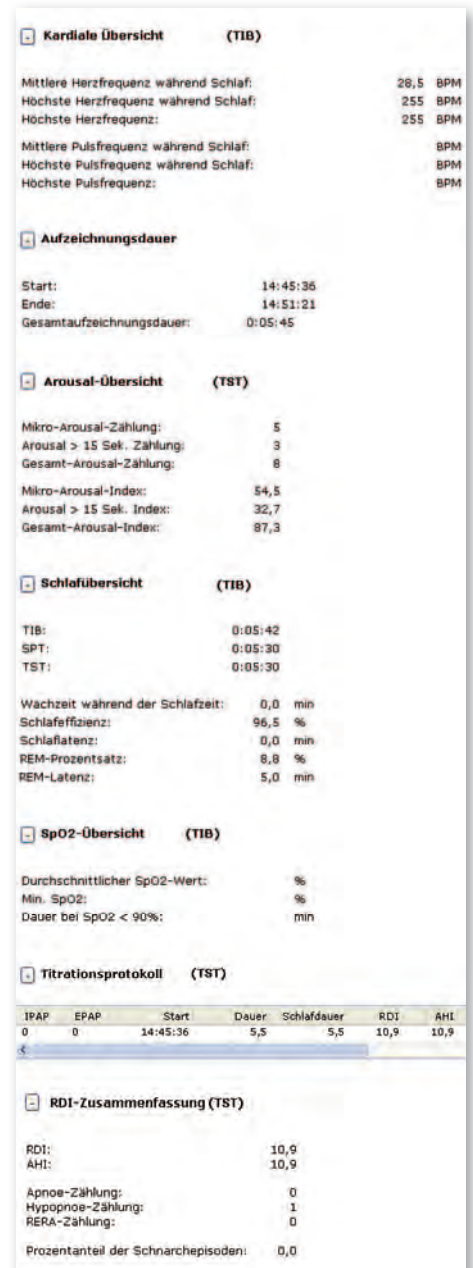 Kardiale Übersicht (TIB)
Mittlere Herzfrequenz während Schlaf: 28,5 BPM
Höchste Herzfrequenz während Schlaf: 255 BPM
Höchste Herzfrequenz: 255 BPM
Mittlere Pulsfrequenz während Schlaf: BPM
Höchste Pulsfrequenz während Schlaf: BPM
Höchste Pulsfrequenz: BPM
Aufzeichnungsdauer
Start: 14:45:36
Ende: 14:51:21
Gesamtaufzeichnungsdauer: 0:05:45
Arousal-Übersicht (TST)
Mikro-Arousal-Zählung: 5
Arousal > 15 Sek. Zählung: 3
Gesamt-Arousal-Zählung: 8
Mikro-Arousal-Index: 54,5
Arousal > 15 Sek. Index: 32,7
Gesamt-Arousal-Index: 87,3
Schlafübersicht (TIB)
TIB: 0:05:42
SPT: 0:05:30
TST: 0:05:30
Wachzeit während der Schlafzeit: 0,0 min
Schlafeffizienz: 96,5 %
Schlaflatenz: 0,0 min
REM-Prozentsatz: 8,8 %
REM-Latenz: 5,0 min
SpO2-Übersicht (TIB)
Durchschnittlicher SpO2-Wert: %
Min. SpO2: %
Dauer bei SpO2 < 90%: min
Titrationsprotokoll (TST)
IPAP EPAP Start Dauer Schlafdauer RDI AHI
0 0 14:45:36 5,5 5,5 10,9 10,9
RDI-Zusammenfassung (TST)
RDI: 10,9
AHI: 10,9
Apnoe-Zählung: 0
Hypopnoe-Zählung: 1
RERA-Zählung: 0
Prozentanteil der Schnarchepisoden: 0,0